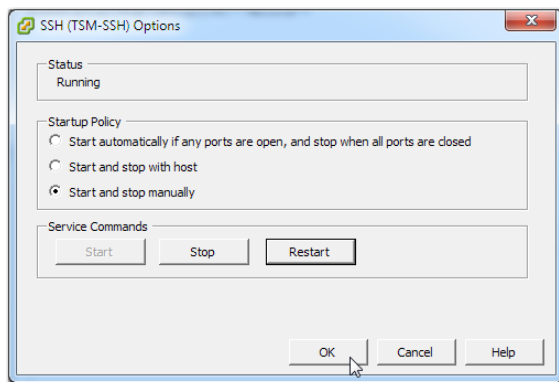 SSH (TSM-SSH) Options
Status
Running
Startup Policy
Start automatically if any ports are open, and stop when all ports are closed
Start and stop with host
Start and stop manually
Service Commands
Start Stop Restart
OK Cancel Help